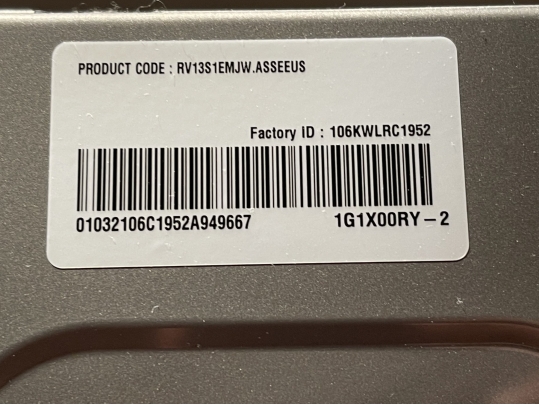 PRODUCT CODE : RV13S1EMJW.ASSEEUS
Factory ID : 106KWLRC1952
01032106C1952A949667 1G1X00RY-2